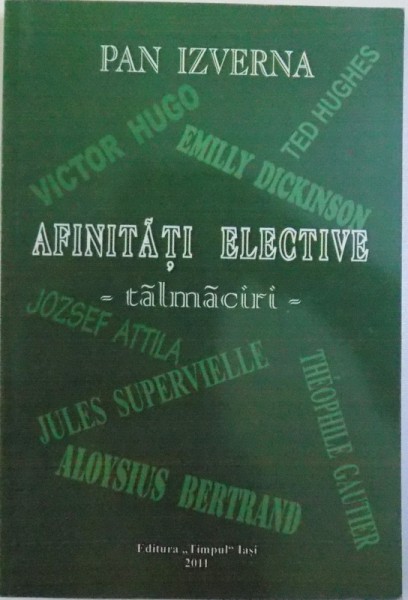 PAN IZVERNA
TED HUGHES
VICTOR HUGO
EMILLY DICKINSON
AFINITĂȚI ELECTIVE
- tălmăciri -
JOZSEF ATTILA
JULES SUPERVIELLE
THÉOPHILE GAUTIER
ALOYSIUS BERTRAND
Editura „Timpul“ Iași
2011